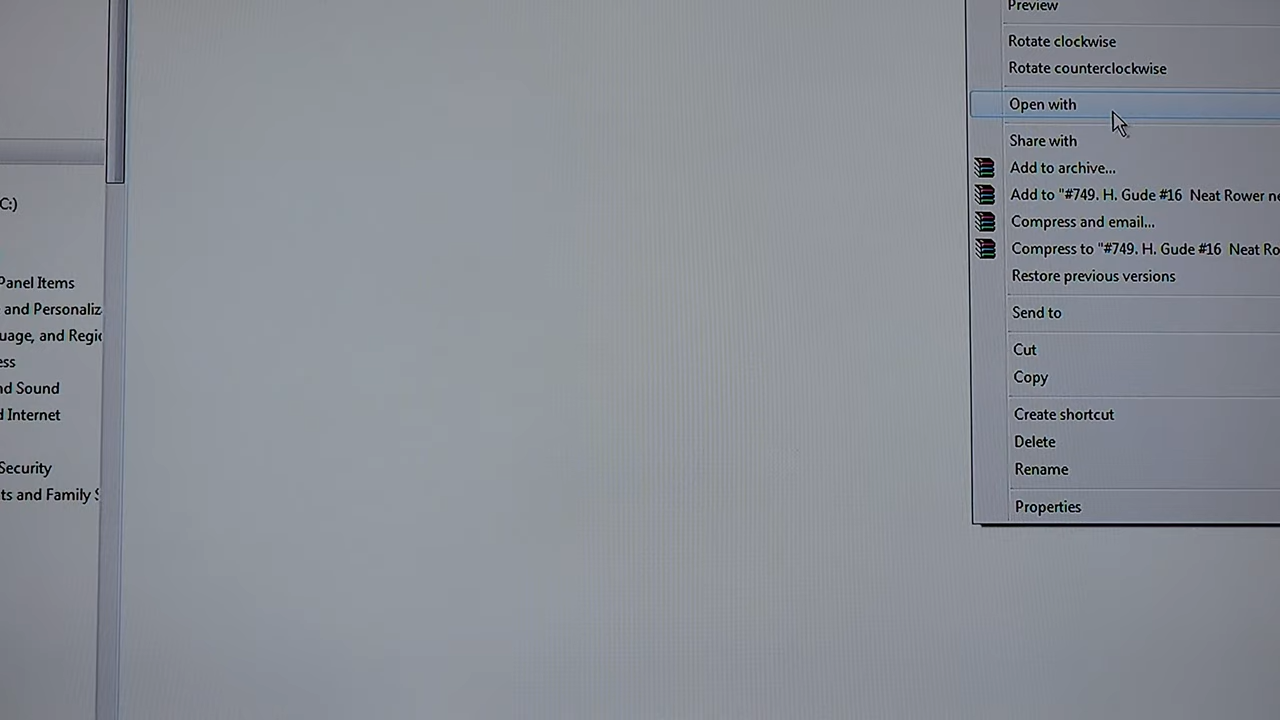 C:)
Panel Items
and Personaliz
uage, and Regio
ess
nd Sound
d Internet
Security
ts and Family S
Preview
Rotate clockwise
Rotate counterclockwise
Open with
Share with
Add to archive...
Add to "#749. H. Gude #16 Neat Rower ne
Compress and email...
Compress to "#749. H. Gude #16 Neat Ro
Restore previous versions
Send to
Cut
Copy
Create shortcut
Delete
Rename
Properties